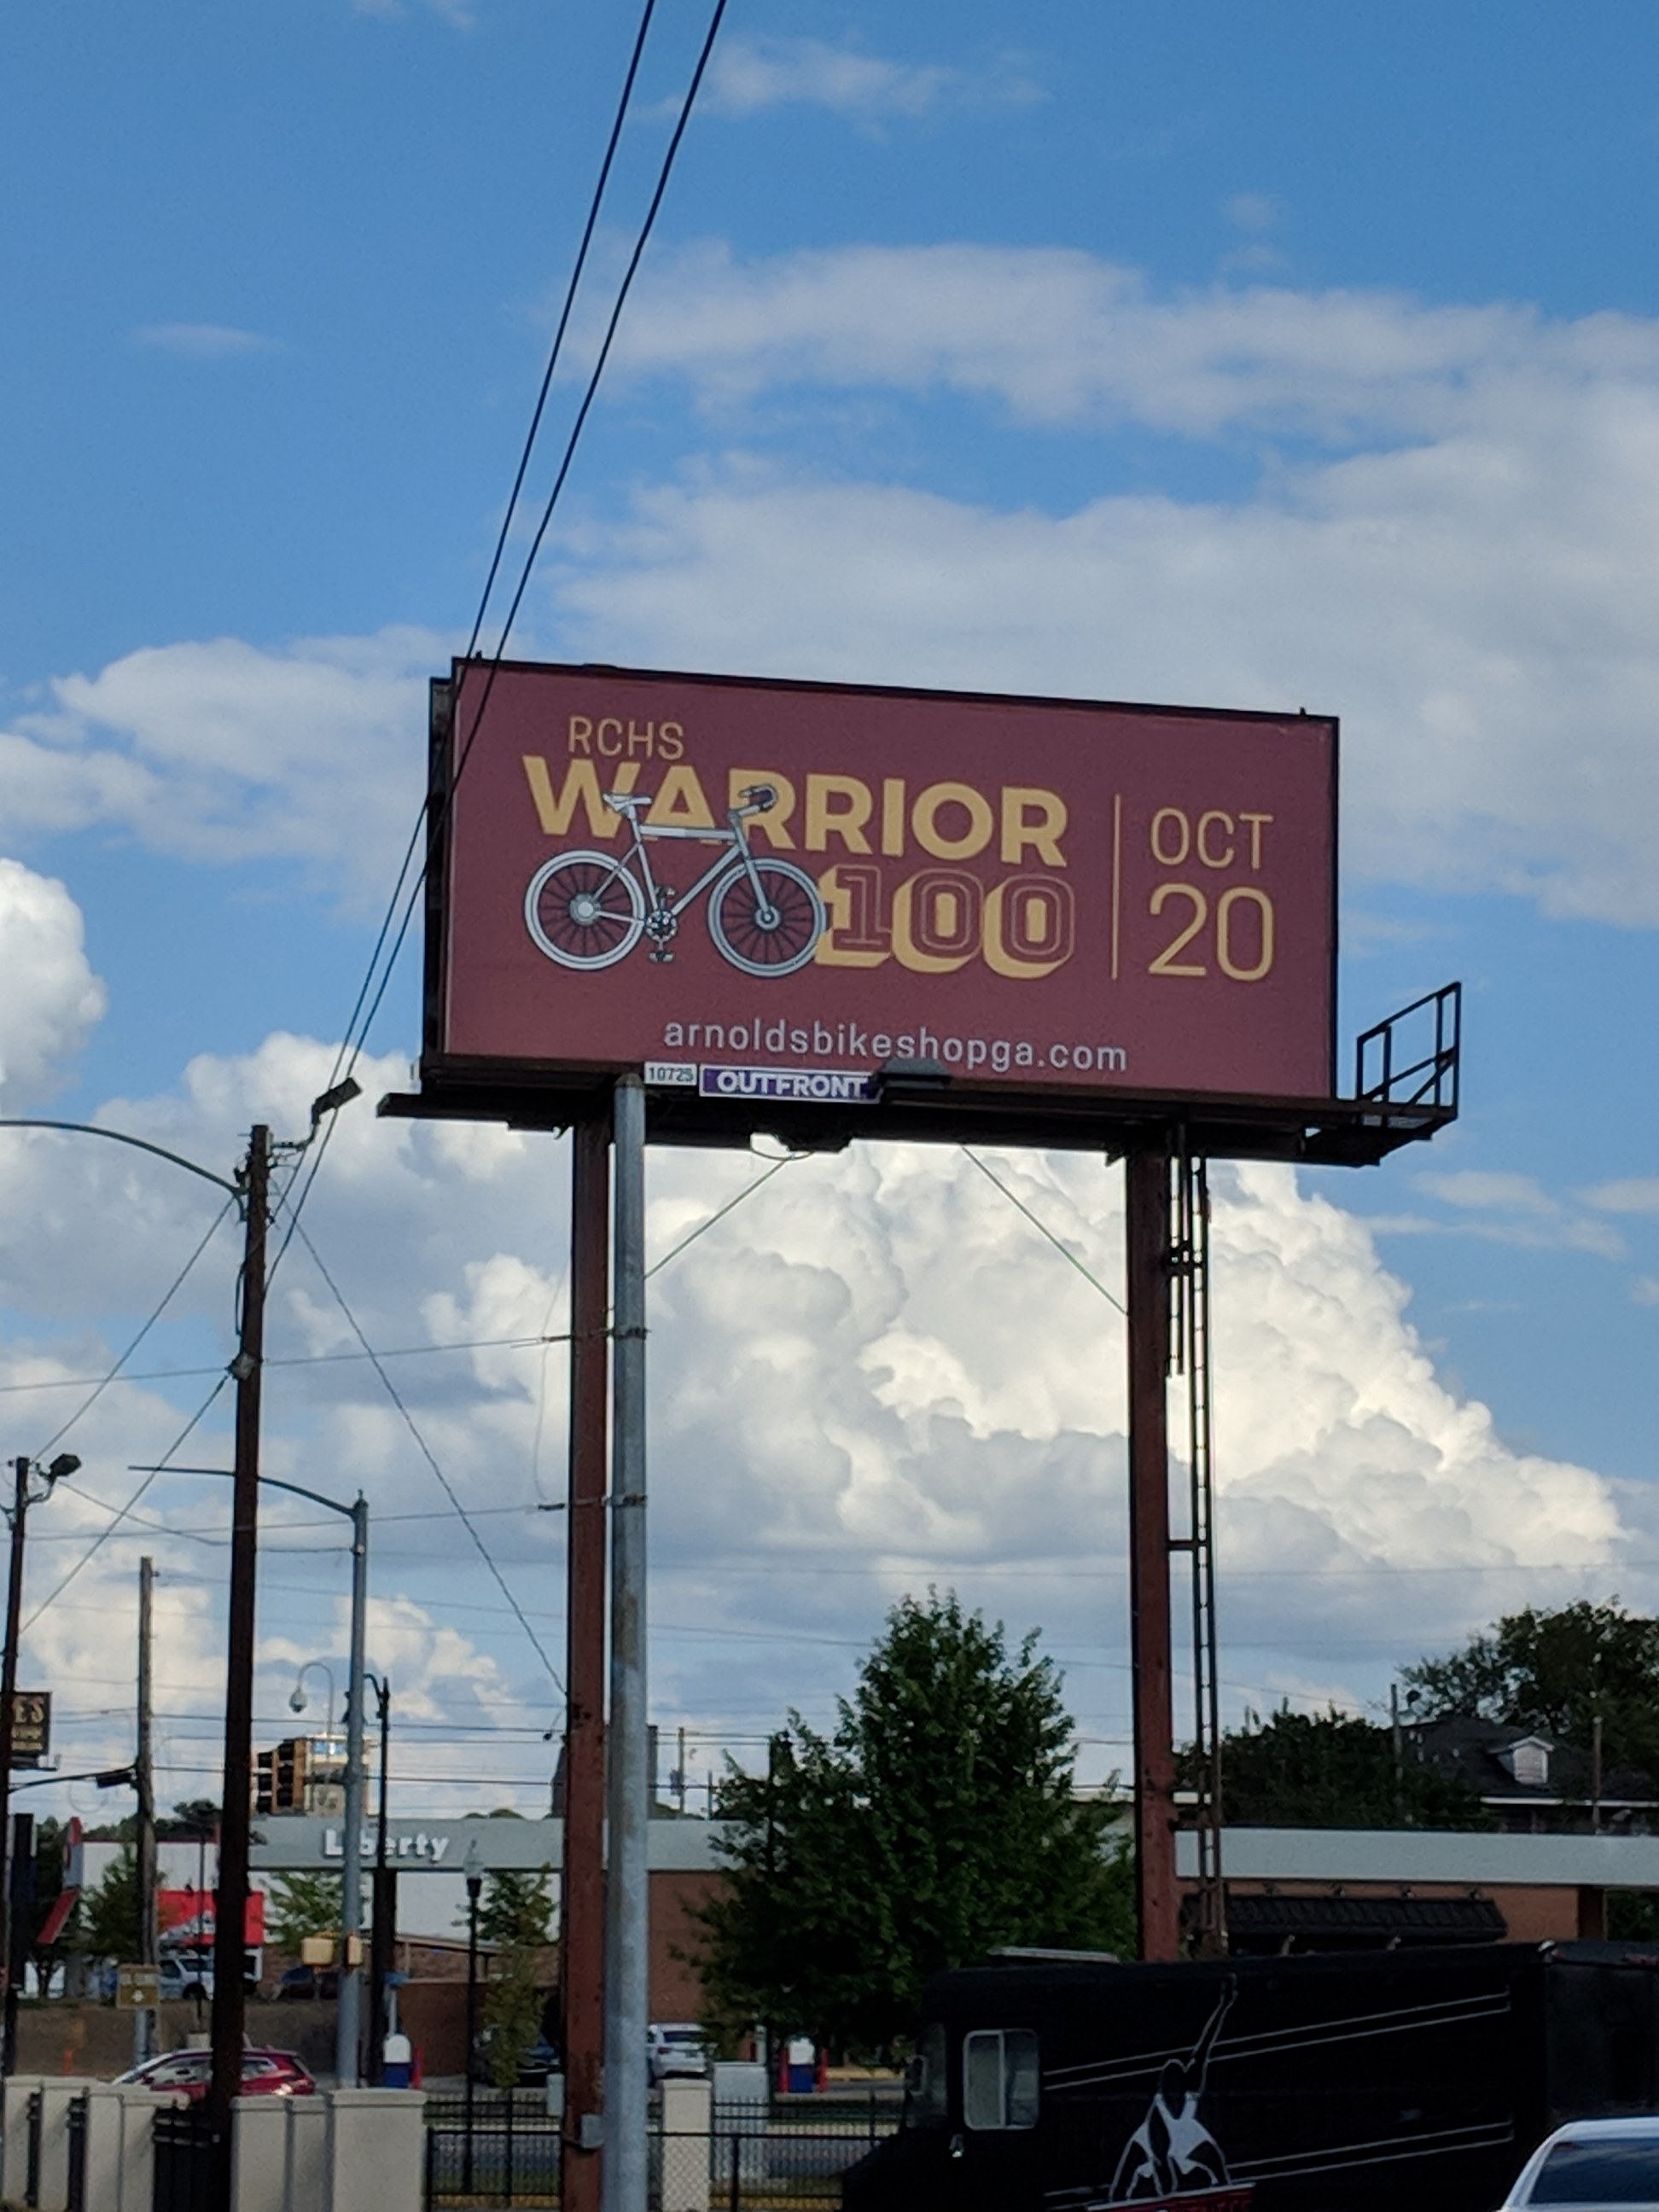 RCHS
WARRIOR
100
OCT
20
arnoldsbikeshopga.com
10725
OUTFRONT
Liberty